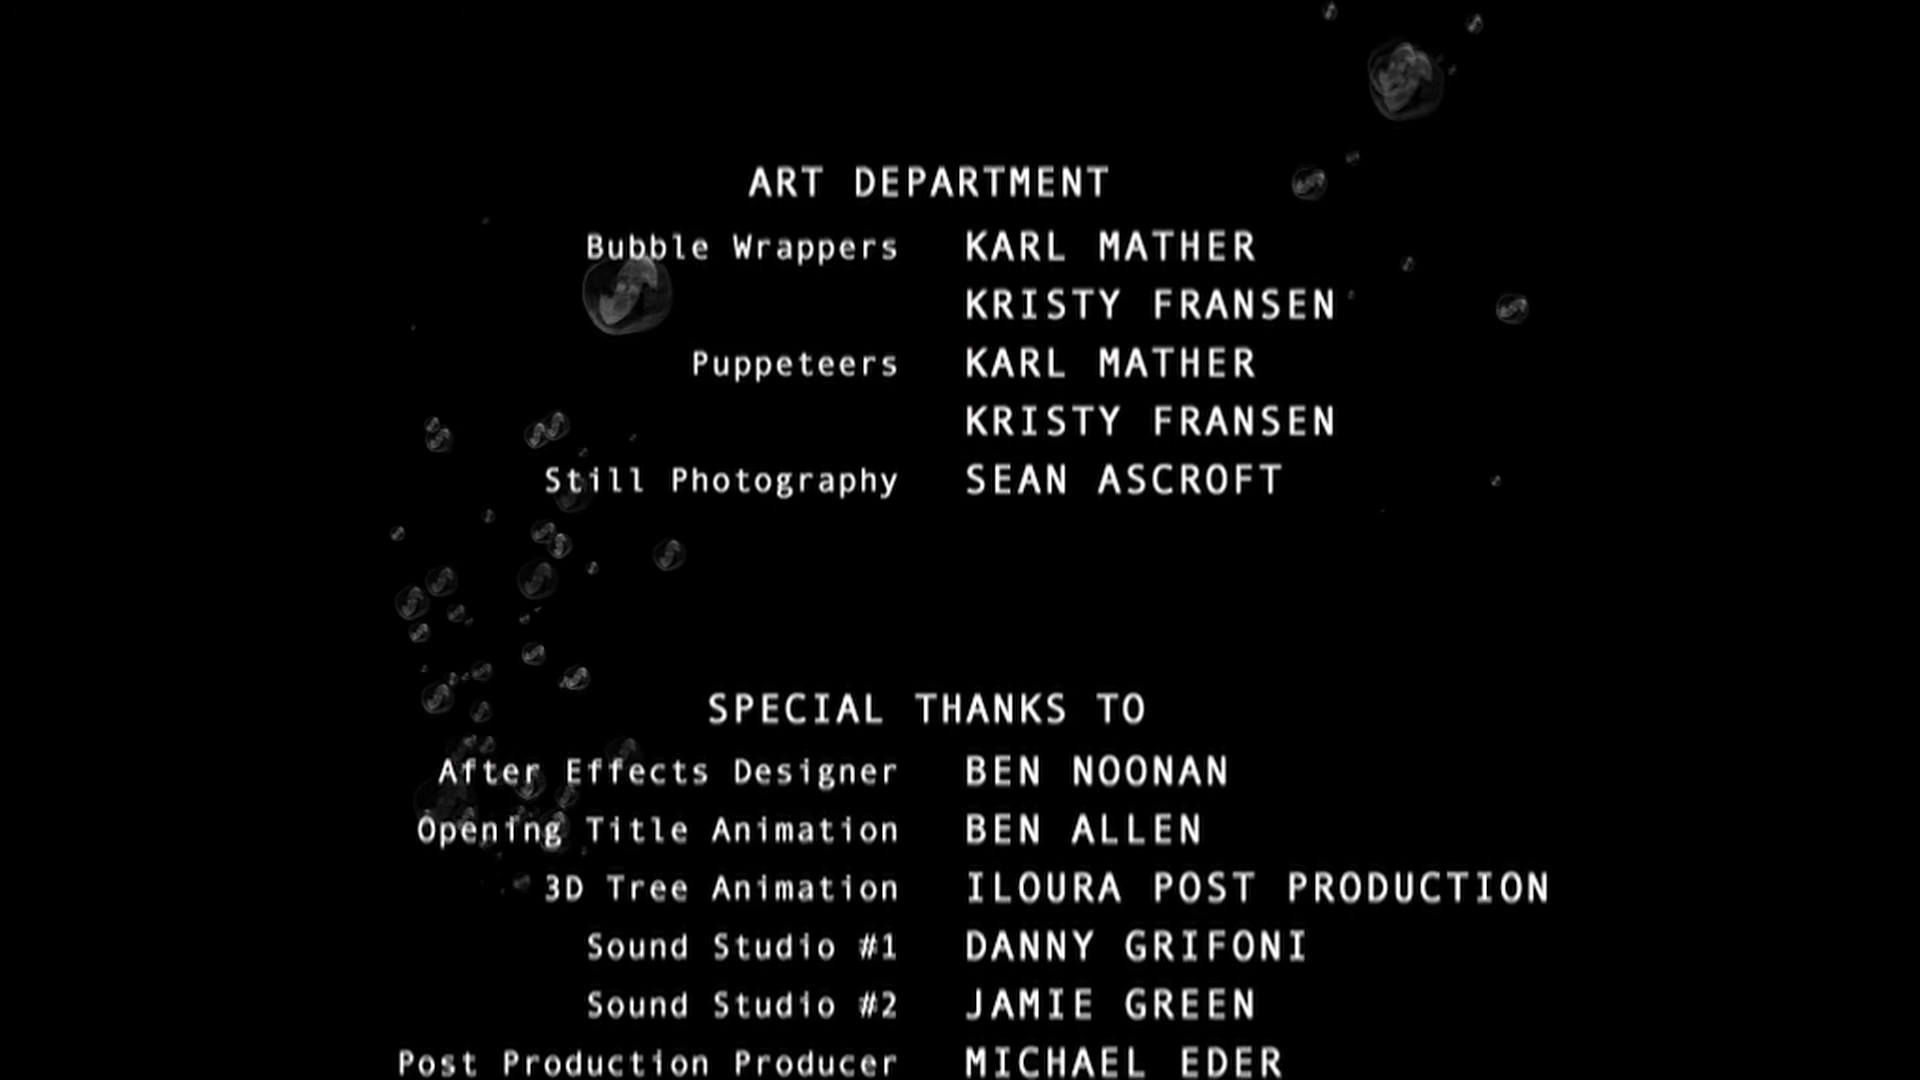 ART DEPARTMENT
Bubble Wrappers KARL MATHER
KRISTY FRANSEN
Puppeteers KARL MATHER
KRISTY FRANSEN
Still Photography SEAN ASCROFT
SPECIAL THANKS TO
After Effects Designer BEN NOONAN
Opening Title Animation BEN ALLEN
3D Tree Animation ILOURA POST PRODUCTION
Sound Studio #1 DANNY GRIFONI
Sound Studio #2 JAMIE GREEN
Post Production Producer MICHAEL EDER